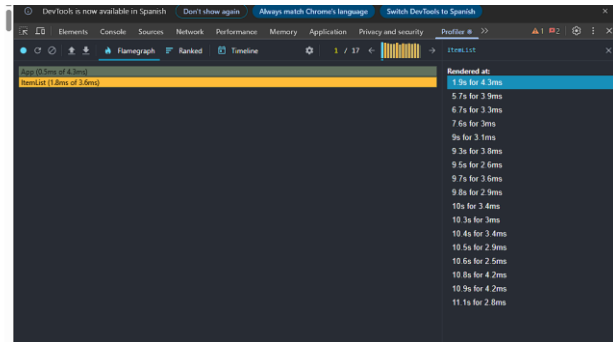 DevTools is now available in Spanish Don't show again Always match Chrome's language Switch DevTools to Spanish
Elements Console Sources Network Performance Memory Application Privacy and security Profiler 1 2
Flamegraph Ranked Timeline 1 / 17 ItemList
App (0.5ms of 4.3ms)
ItemList (1.8ms of 3.6ms)
Rendered at:
1.9s for 4.3ms
5.7s for 3.9ms
6.7s for 3.3ms
7.6s for 3ms
9s for 3.1ms
9.3s for 3.8ms
9.5s for 2.6ms
9.7s for 3.6ms
9.8s for 2.9ms
10s for 3.4ms
10.3s for 3ms
10.4s for 3.4ms
10.5s for 2.9ms
10.6s for 2.5ms
10.8s for 4.2ms
10.9s for 4.2ms
11.1s for 2.8ms